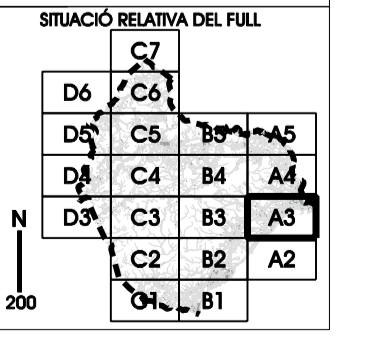 SITUACIÓ RELATIVA DEL FULL
C7
D6 C6
D5 C5 B5 A5
D4 C4 B4 A4
D3 C3 B3 A3
N
C2 B2 A2
200
C1 B1